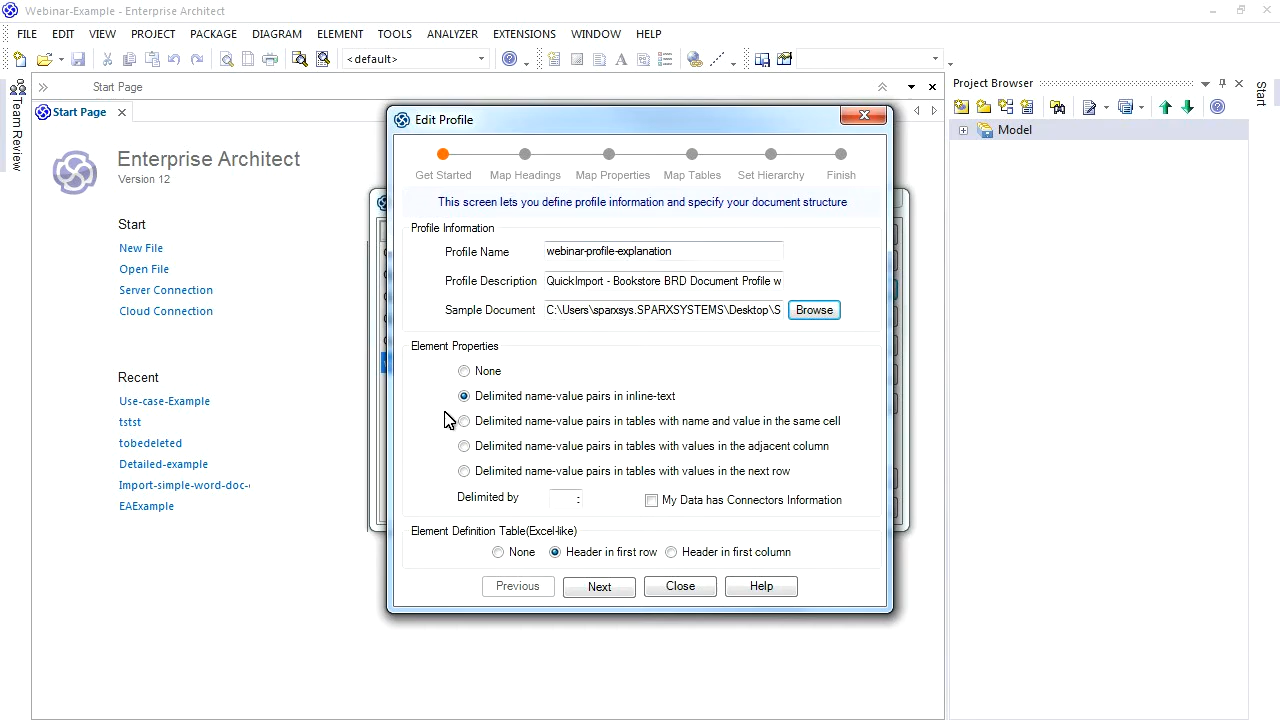 Webinar-Example - Enterprise Architect
FILE EDIT VIEW PROJECT PACKAGE DIAGRAM ELEMENT TOOLS ANALYZER EXTENSIONS WINDOW HELP
<default>
Team Review
Start Page
Start Page
Enterprise Architect
Version 12
Start
New File
Open File
Server Connection
Cloud Connection
Recent
Use-case-Example
tstst
tobedeleted
Detailed-example
Import-simple-word-doc-
EAExample
Edit Profile
Get Started Map Headings Map Properties Map Tables Set Hierarchy Finish
This screen lets you define profile information and specify your document structure
Profile Information
Profile Name webinar-profile-explanation
Profile Description QuickImport - Bookstore BRD Document Profile w
Sample Document C:\Users\sparxsys.SPARXSYSTEMS\Desktop\S Browse
Element Properties
None
Delimited name-value pairs in inline-text
Delimited name-value pairs in tables with name and value in the same cell
Delimited name-value pairs in tables with values in the adjacent column
Delimited name-value pairs in tables with values in the next row
Delimited by : My Data has Connectors Information
Element Definition Table(Excel-like)
None Header in first row Header in first column
Previous Next Close Help
Project Browser
Model
Start